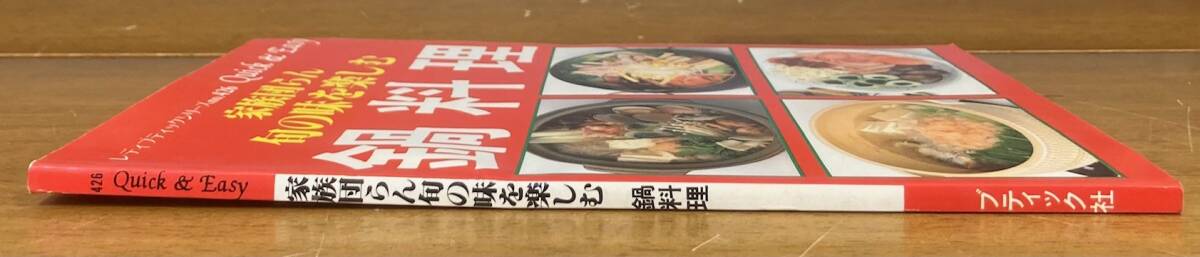 レディブティックシリーズno.426 Quick & Easy
家族団らん
旬の味を楽しむ
鍋料理
426 Quick & Easy 家族団らん旬の味を楽しむ 鍋料理 ブティック社